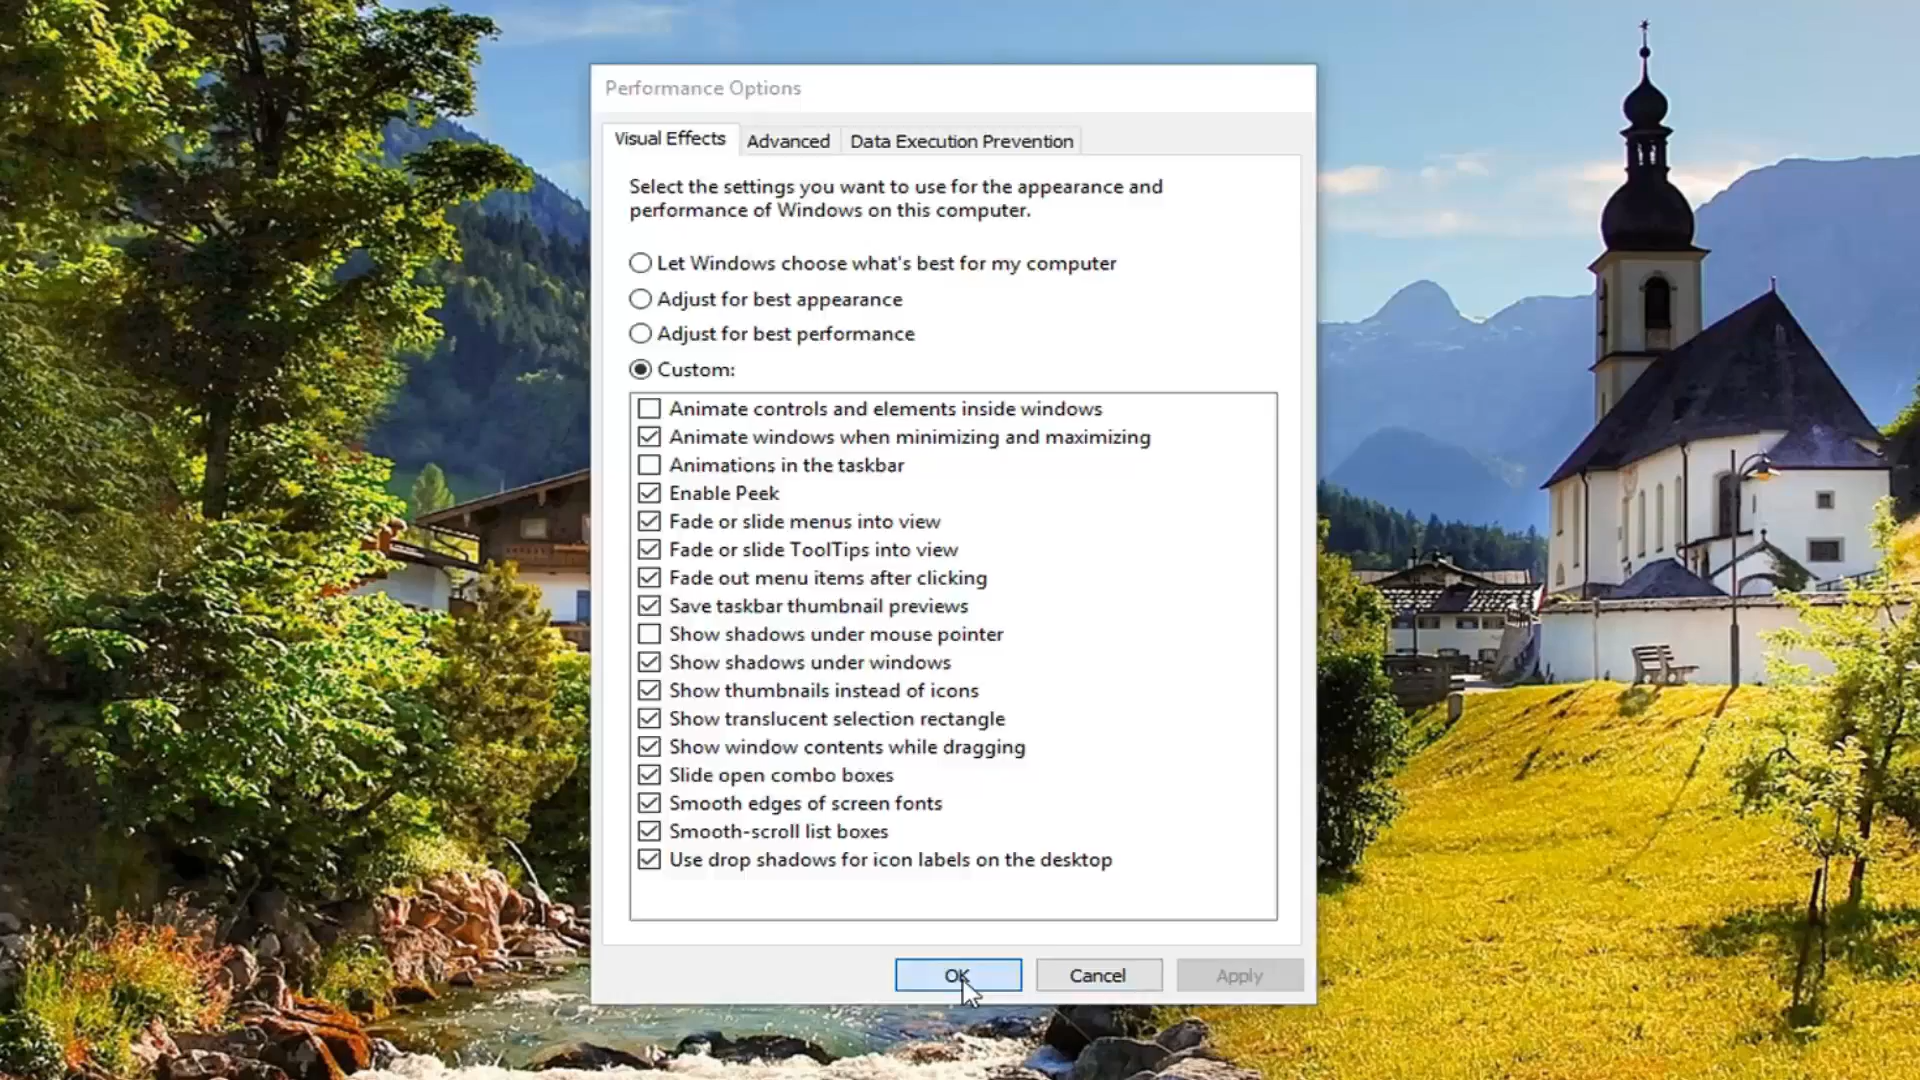 Performance Options
Visual Effects
Advanced
Data Execution Prevention
Select the settings you want to use for the appearance and
performance of Windows on this computer.
Let Windows choose what's best for my computer
Adjust for best appearance
Adjust for best performance
Custom:
Animate controls and elements inside windows
Animate windows when minimizing and maximizing
Animations in the taskbar
Enable Peek
Fade or slide menus into view
Fade or slide ToolTips into view
Fade out menu items after clicking
Save taskbar thumbnail previews
Show shadows under mouse pointer
Show shadows under windows
Show thumbnails instead of icons
Show translucent selection rectangle
Show window contents while dragging
Slide open combo boxes
Smooth edges of screen fonts
Smooth-scroll list boxes
Use drop shadows for icon labels on the desktop
OK
Cancel
Apply